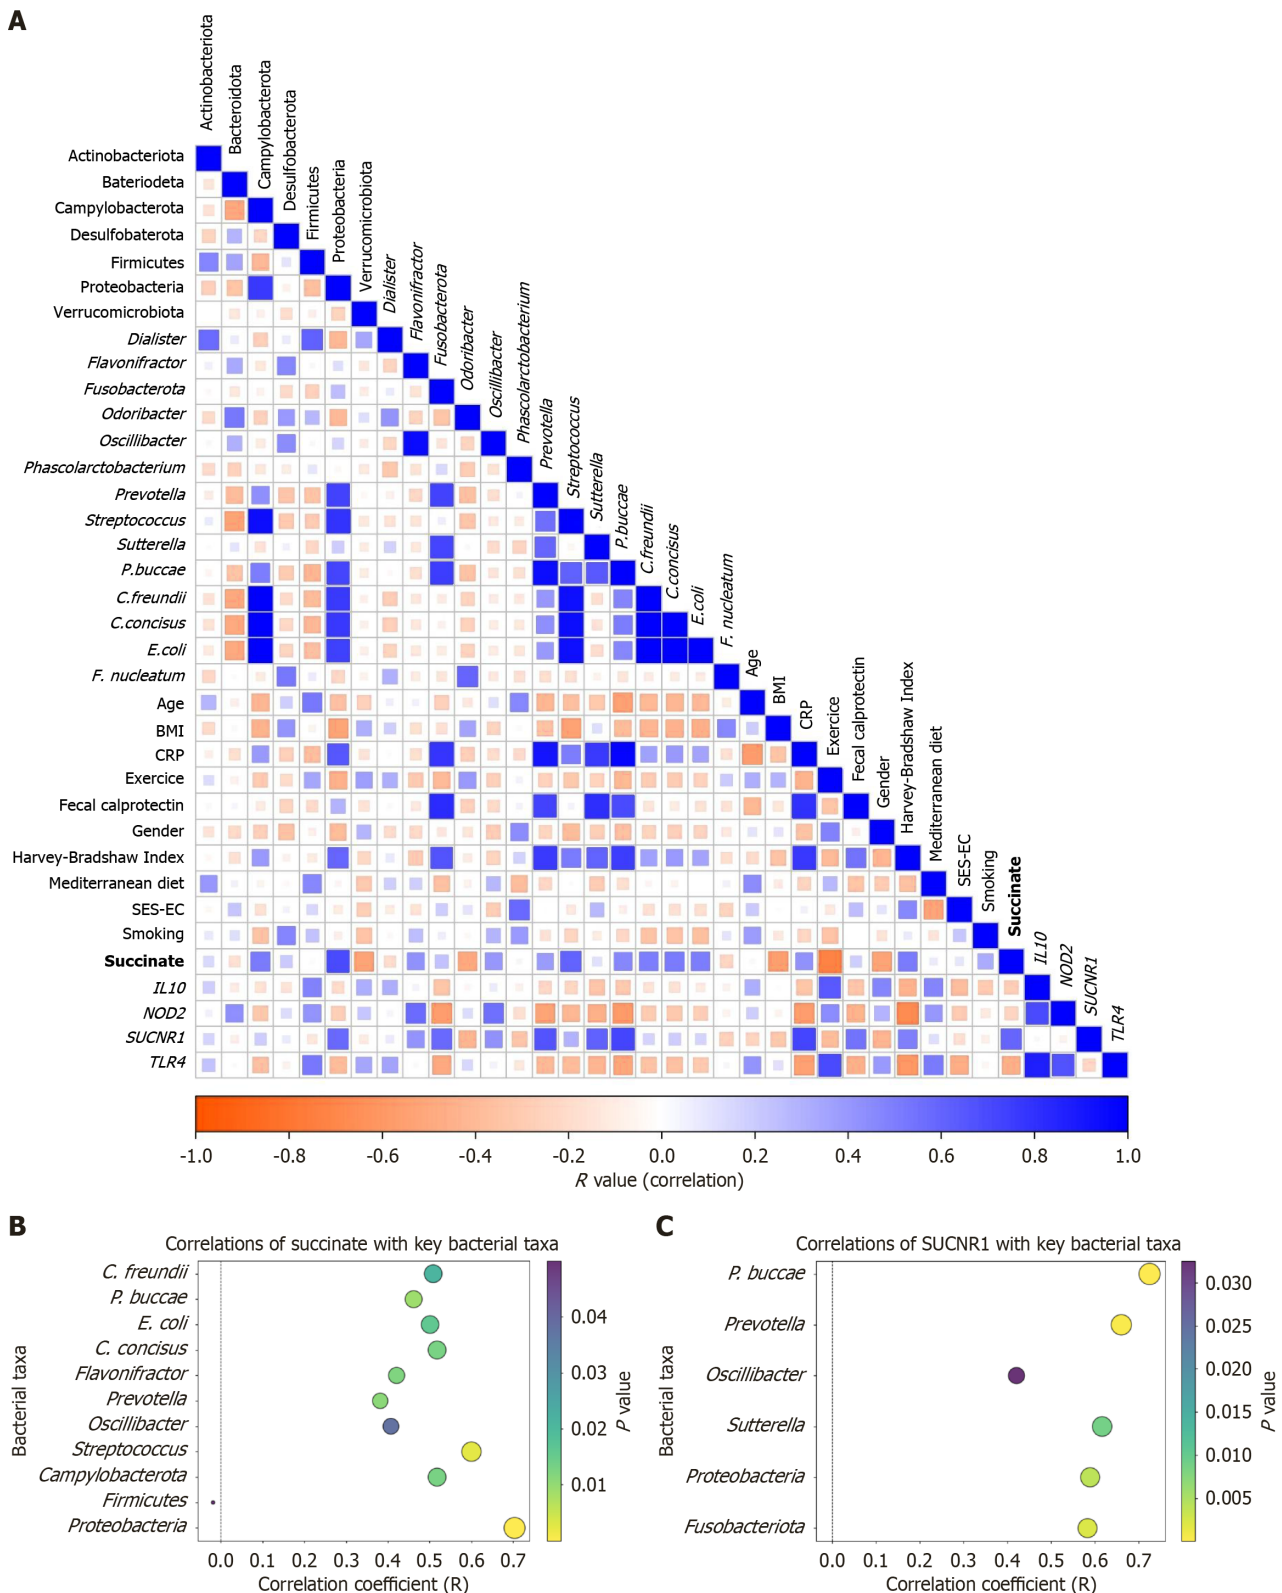 A
Actinobacteriota
Bacteroidota
Campylobacterota
Desulfobacterota
Firmicutes
Proteobacteria
Verrucomicrobiota
Dialister
Flavonifractor
Fusobacterota
Odoribacter
Oscillibacter
Phascolarctobacterium
Prevotella
Streptococcus
Sutterella
P.buccae
C.freundii
C.concisus
E.coli
F. nucleatum
Age
BMI
CRP
Exercice
Fecal calprotectin
Gender
Harvey-Bradshaw Index
Mediterranean diet
SES-EC
Smoking
Succinate
IL10
NOD2
SUCNR1
TLR4
Actinobacteriota
Bateriodeta
Campylobacterota
Desulfobaterota
Firmicutes
Proteobacteria
Verrucomicrobiota
Dialister
Flavonifractor
Fusobacterota
Odoribacter
Oscillibacter
Phascolarctobacterium
Prevotella
Streptococcus
Sutterella
P.buccae
C.freundii
C.concisus
E.coli
F. nucleatum
Age
BMI
CRP
Exercice
Fecal calprotectin
Gender
Harvey-Bradshaw Index
Mediterranean diet
SES-EC
Smoking
Succinate
IL10
NOD2
SUCNR1
TLR4
-1.0 -0.8 -0.6 -0.4 -0.2 0.0 0.2 0.4 0.6 0.8 1.0
R value (correlation)
B
Correlations of succinate with key bacterial taxa
Bacterial taxa
C. freundii
P. buccae
E. coli
C. concisus
Flavonifractor
Prevotella
Oscillibacter
Streptococcus
Campylobacterota
Firmicutes
Proteobacteria
0.0 0.1 0.2 0.3 0.4 0.5 0.6 0.7
Correlation coefficient (R)
0.04
0.03
0.02
0.01
P value
C
Correlations of SUCNR1 with key bacterial taxa
Bacterial taxa
P. buccae
Prevotella
Oscillibacter
Sutterella
Proteobacteria
Fusobacteriota
0.0 0.1 0.2 0.3 0.4 0.5 0.6 0.7
Correlation coefficient (R)
0.030
0.025
0.020
0.015
0.010
0.005
P value